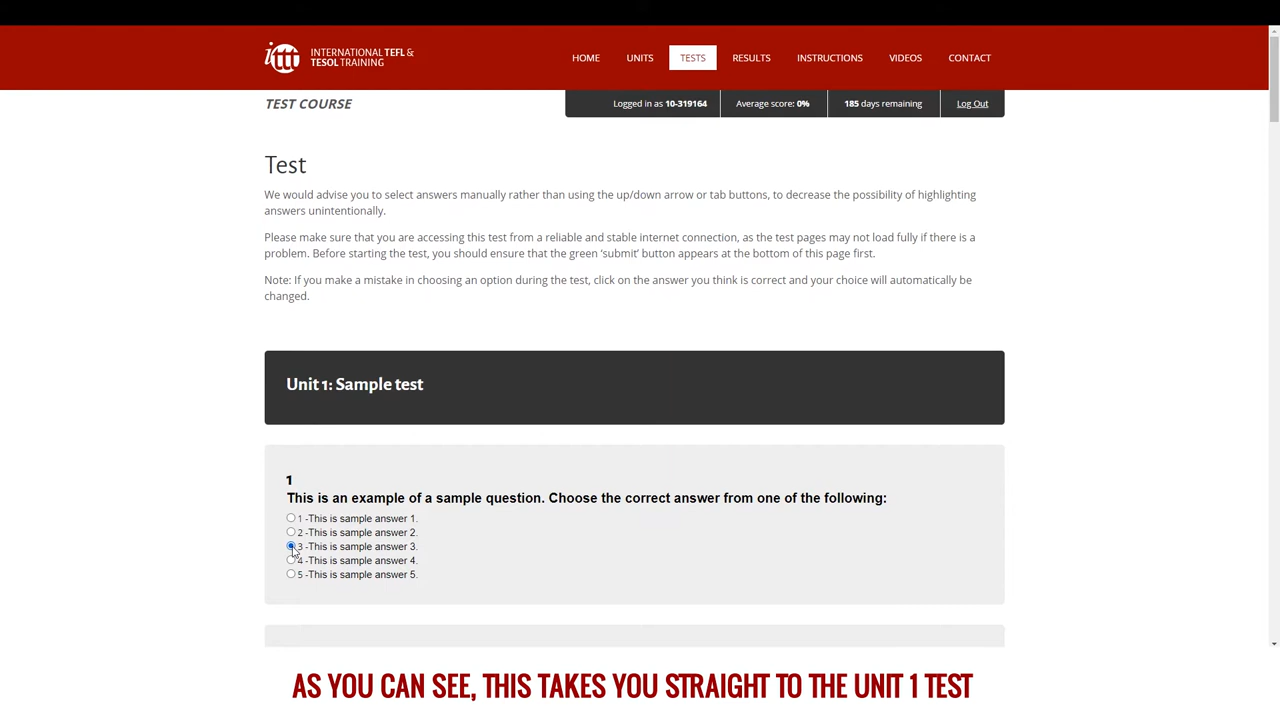 INTERNATIONAL TEFL &
TESOL TRAINING
HOME UNITS TESTS RESULTS INSTRUCTIONS VIDEOS CONTACT
TEST COURSE
Logged in as 10-319164 Average score: 0% 185 days remaining Log Out
Test
We would advise you to select answers manually rather than using the up/down arrow or tab buttons, to decrease the possibility of highlighting
answers unintentionally.
Please make sure that you are accessing this test from a reliable and stable internet connection, as the test pages may not load fully if there is a
problem. Before starting the test, you should ensure that the green ‘submit’ button appears at the bottom of this page first.
Note: If you make a mistake in choosing an option during the test, click on the answer you think is correct and your choice will automatically be
changed.
Unit 1: Sample test
1
This is an example of a sample question. Choose the correct answer from one of the following:
1 -This is sample answer 1.
2 -This is sample answer 2.
3 -This is sample answer 3.
4 -This is sample answer 4.
5 -This is sample answer 5.
AS YOU CAN SEE, THIS TAKES YOU STRAIGHT TO THE UNIT 1 TEST